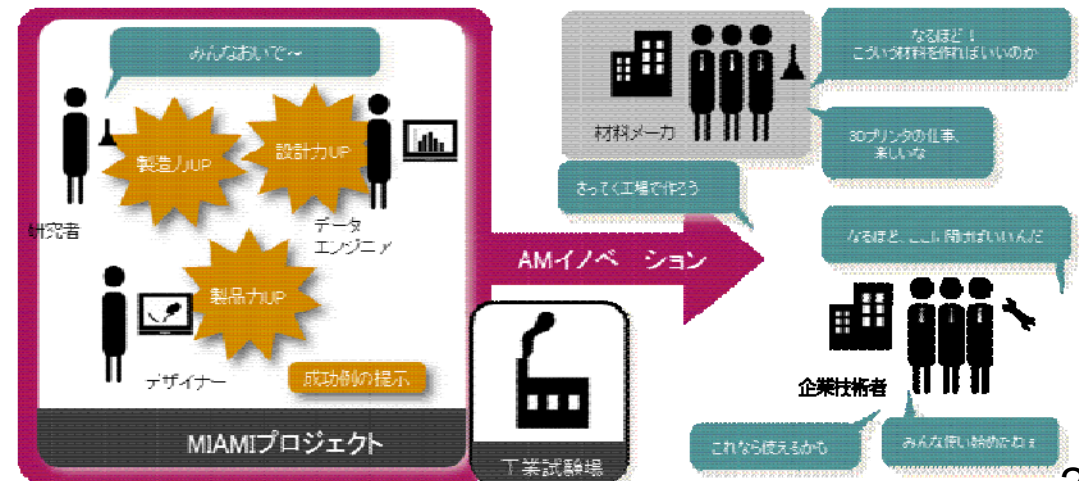 みんなおいで～
製造力UP
設計力UP
研究者
データ
エンジニア
製品力UP
デザイナー
成功例の提示
MIAMIプロジェクト
AMイノベーション
工業試験場
材料メーカ
なるほど！
こういう材料を作ればいいのか
3Dプリンタの仕事、
楽しいな
さってく工場で作ろう
なるほど、ここに聞けばいいんだ
企業技術者
これなら使えるかも
みんな使い始めたねぇ